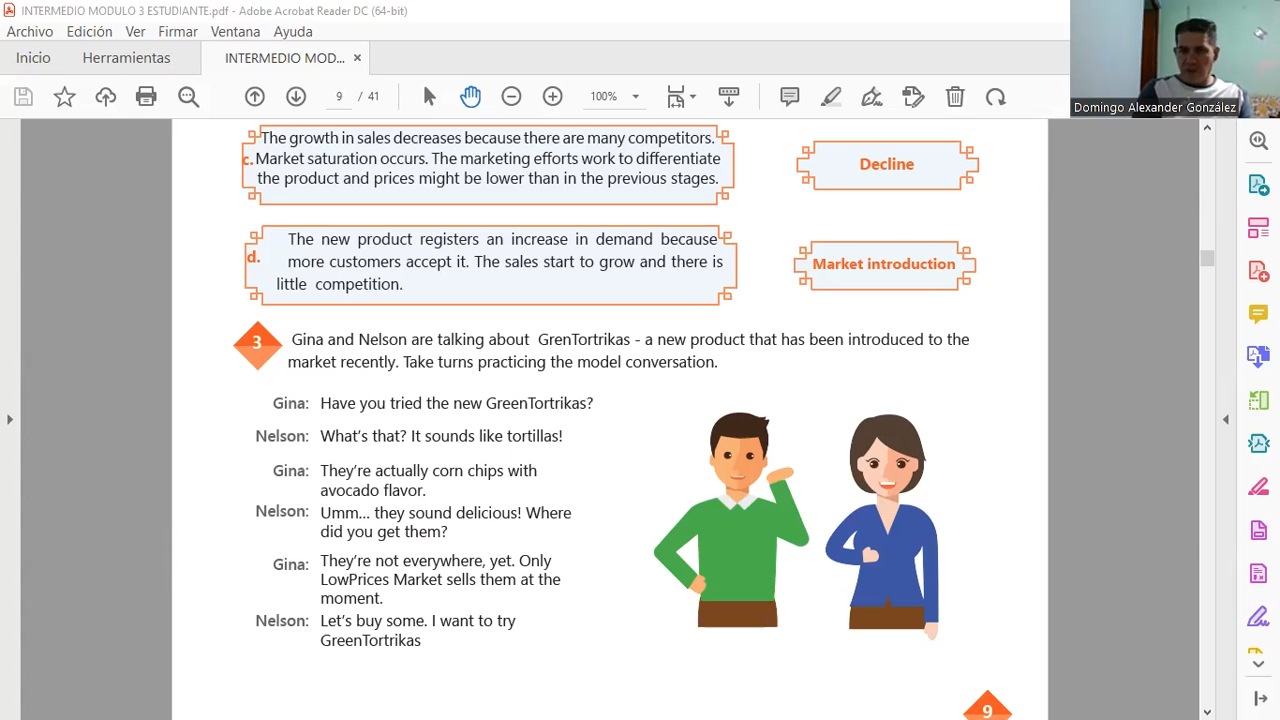 INTERMEDIO MODULO 3 ESTUDIANTE.pdf - Adobe Acrobat Reader DC (64-bit)
Archivo Edición Ver Firmar Ventana Ayuda
Inicio Herramientas INTERMEDIO MOD... ×
9 / 41 100%
Domingo Alexander González
The growth in sales decreases because there are many competitors.
c. Market saturation occurs. The marketing efforts work to differentiate
the product and prices might be lower than in the previous stages.
Decline
The new product registers an increase in demand because
d. more customers accept it. The sales start to grow and there is
little competition.
Market introduction
3 Gina and Nelson are talking about GrenTortrikas - a new product that has been introduced to the
market recently. Take turns practicing the model conversation.
Gina: Have you tried the new GreenTortrikas?
Nelson: What's that? It sounds like tortillas!
Gina: They're actually corn chips with
avocado flavor.
Nelson: Umm... they sound delicious! Where
did you get them?
Gina: They're not everywhere, yet. Only
LowPrices Market sells them at the
moment.
Nelson: Let's buy some. I want to try
GreenTortrikas
9